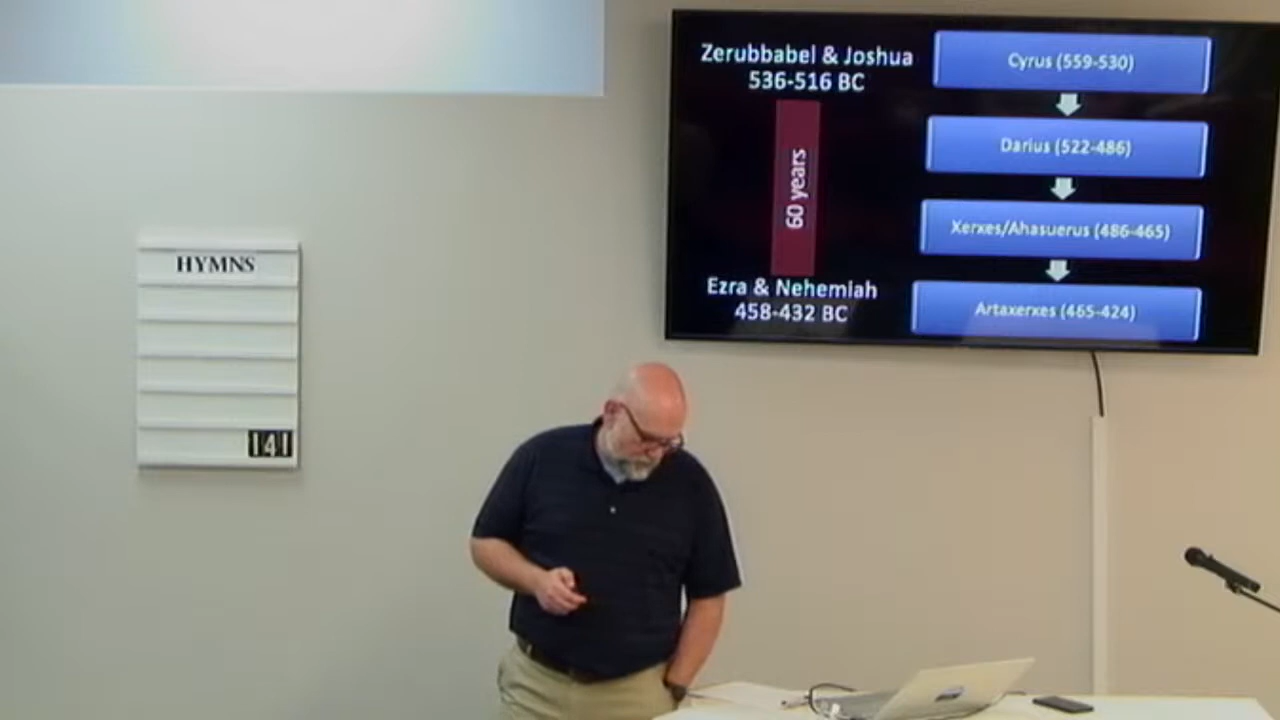 Zerubbabel & Joshua
536-516 BC
60 years
Ezra & Nehemiah
458-432 BC
Cyrus (559-530)
Darius (522-486)
Xerxes/Ahasuerus (486-465)
Artaxerxes (465-424)
HYMNS
141